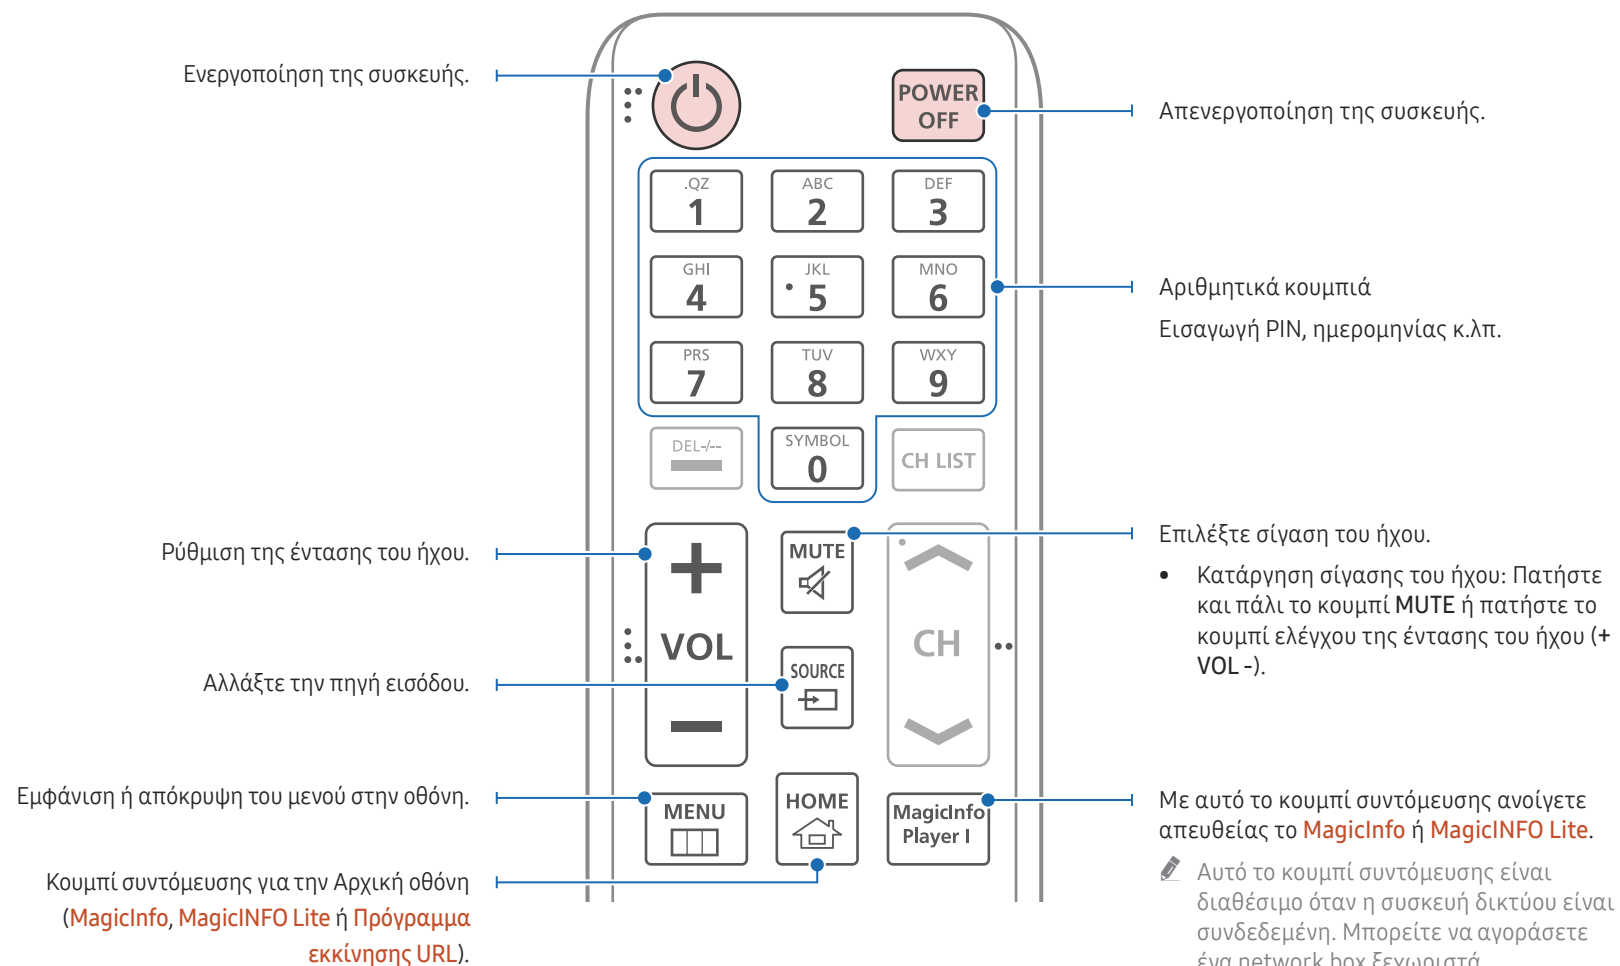 Ενεργοποίηση της συσκευής.
POWER
OFF
Απενεργοποίηση της συσκευής.
.QZ
1
ABC
2
DEF
3
GHI
4
JKL
5
MNO
6
Αριθμητικά κουμπιά
Εισαγωγή PIN, ημερομηνίας κ.λπ.
PRS
7
TUV
8
WXY
9
DEL-/--
SYMBOL
0
CH LIST
Ρύθμιση της έντασης του ήχου.
VOL
MUTE
CH
Επιλέξτε σίγαση του ήχου.
• Κατάργηση σίγασης του ήχου: Πατήστε
και πάλι το κουμπί MUTE ή πατήστε το
κουμπί ελέγχου της έντασης του ήχου (+
VOL -).
Αλλάξτε την πηγή εισόδου.
SOURCE
Εμφάνιση ή απόκρυψη του μενού στην οθόνη.
MENU
HOME
MagicInfo
Player I
Με αυτό το κουμπί συντόμευσης ανοίγετε
απευθείας το MagicInfo ή MagicINFO Lite.
Αυτό το κουμπί συντόμευσης είναι
διαθέσιμο όταν η συσκευή δικτύου είναι
συνδεδεμένη. Μπορείτε να αγοράσετε
ένα network box ξεχωριστά
Κουμπί συντόμευσης για την Αρχική οθόνη
(MagicInfo, MagicINFO Lite ή Πρόγραμμα
εκκίνησης URL).